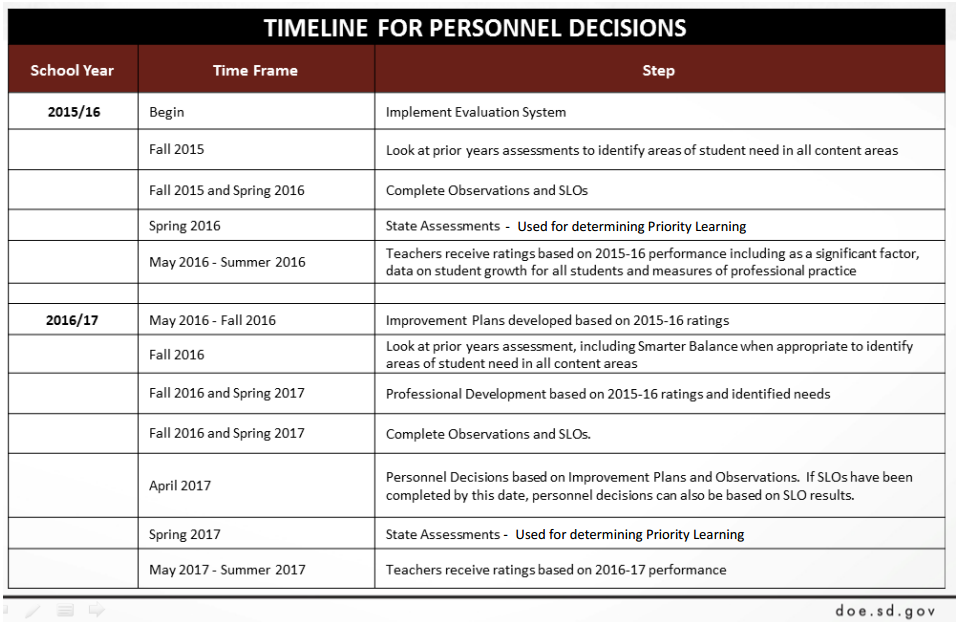 TIMELINE FOR PERSONNEL DECISIONS
School Year Time Frame Step
2015/16 Begin Implement Evaluation System
Fall 2015 Look at prior years assessments to identify areas of student need in all content areas
Fall 2015 and Spring 2016 Complete Observations and SLOs
Spring 2016 State Assessments - Used for determining Priority Learning
May 2016 - Summer 2016 Teachers receive ratings based on 2015-16 performance including as a significant factor,
data on student growth for all students and measures of professional practice
2016/17 May 2016 - Fall 2016 Improvement Plans developed based on 2015-16 ratings
Fall 2016 Look at prior years assessment, including Smarter Balance when appropriate to identify
areas of student need in all content areas
Fall 2016 and Spring 2017 Professional Development based on 2015-16 ratings and identified needs
Fall 2016 and Spring 2017 Complete Observations and SLOs.
April 2017 Personnel Decisions based on Improvement Plans and Observations. If SLOs have been
completed by this date, personnel decisions can also be based on SLO results.
Spring 2017 State Assessments - Used for determining Priority Learning
May 2017 - Summer 2017 Teachers receive ratings based on 2016-17 performance
doe.sd.gov